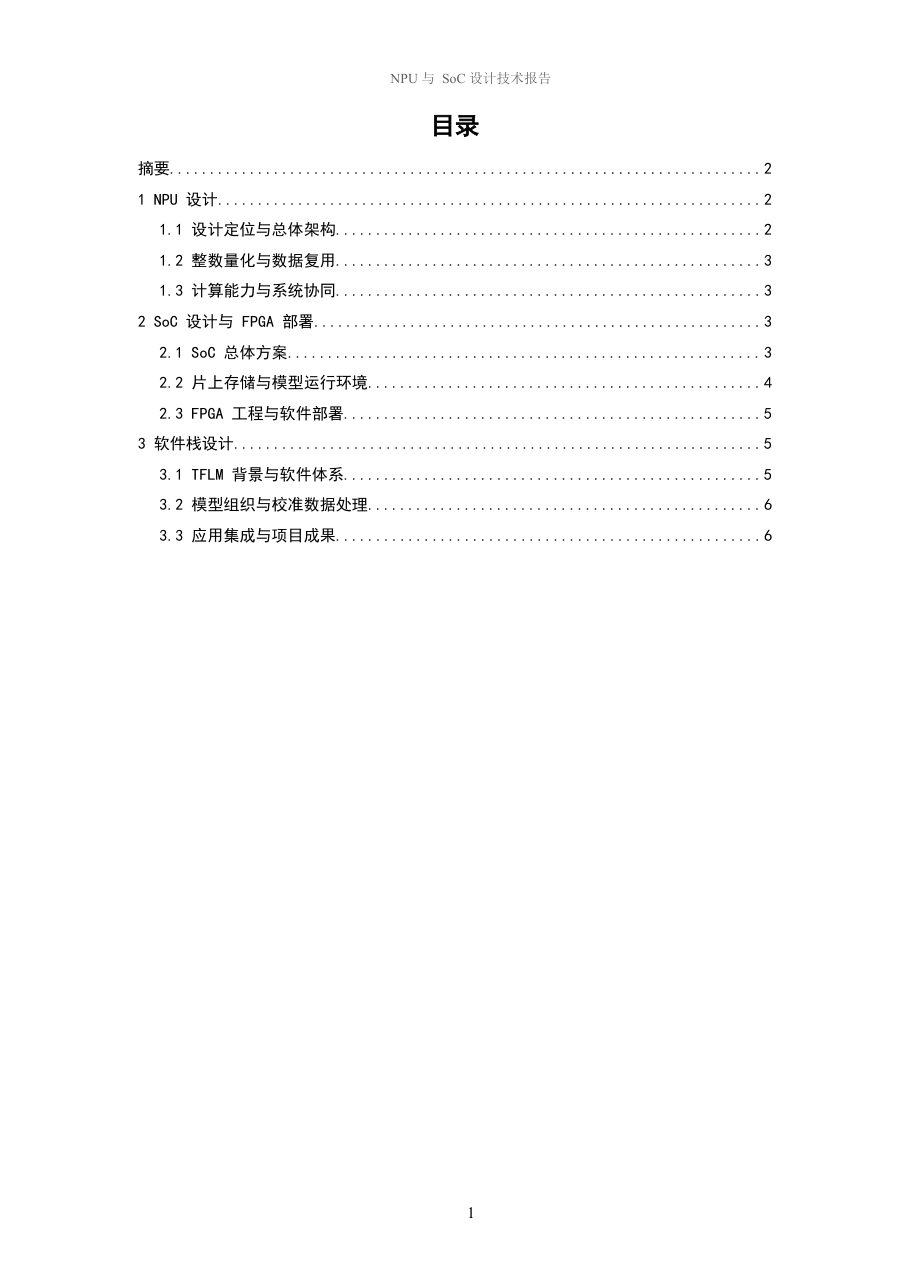 NPU 与 SoC 设计技术报告
目录
摘要........................................................................2
1 NPU 设计..................................................................2
1.1 设计定位与总体架构....................................................2
1.2 整数量化与数据复用....................................................3
1.3 计算能力与系统协同....................................................3
2 SoC 设计与 FPGA 部署......................................................3
2.1 SoC 总体方案..........................................................3
2.2 片上存储与模型运行环境................................................4
2.3 FPGA 工程与软件部署...................................................5
3 软件栈设计................................................................5
3.1 TFLM 背景与软件体系...................................................5
3.2 模型组织与校准数据处理................................................6
3.3 应用集成与项目成果....................................................6
1